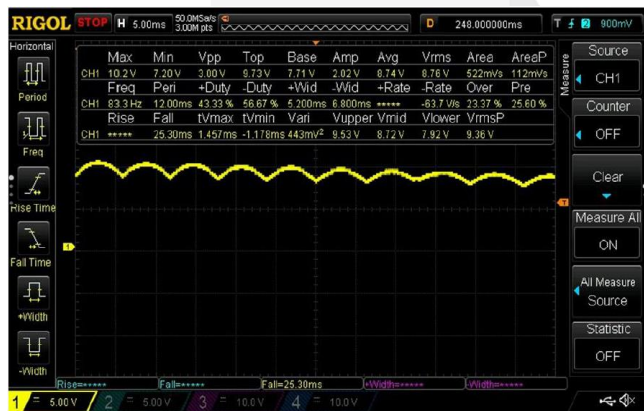 RIGOL STOP H 5.00ms 50.0MSa/s 3.00M pts D 248.000000ms T 2 900mV
Horizontal
Period
Freq
Rise Time
Fall Time
+Width
-Width
Max Min Vpp Top Base Amp Avg Vrms Area AreaP
CH1 10.2 V 7.20 V 3.00 V 9.73 V 7.71 V 2.02 V 8.74 V 8.76 V 522mVs 112mVs
Freq Peri +Duty -Duty +Wid -Wid +Rate -Rate Over Pre
CH1 83.3 Hz 12.00ms 43.33 % 56.67 % 5.200ms 6.800ms ***** -63.7 V/s 23.37 % 25.60 %
Rise Fall tVmax tVmin Vari Vupper Vmid Vlower VrmsP
CH1 ***** 25.30ms 1.457ms -1.178ms 443mV² 9.53 V 8.72 V 7.92 V 9.36 V
1
T
Rise=***** Fall=***** Fall=25.30ms +Width=***** -Width=*****
1 = 5.00 V 2 = 5.00 V 3 = 10.0 V 4 = 10.0 V
Measure
Source
CH1
Counter
OFF
Clear
Measure All
ON
All Measure
Source
Statistic
OFF